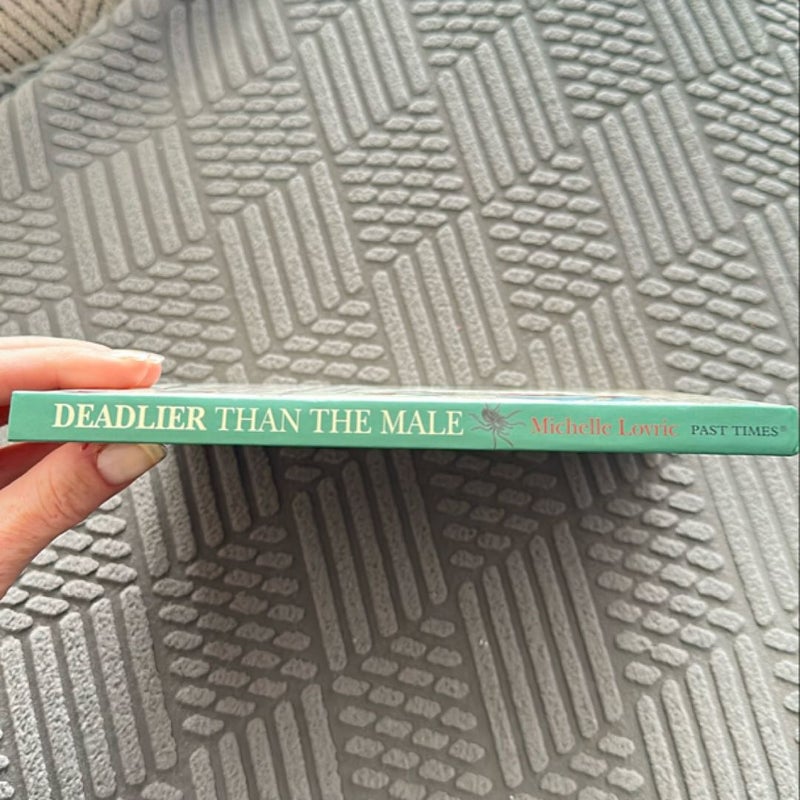 DEADLIER THAN THE MALE Michelle Lovric PAST TIMES®